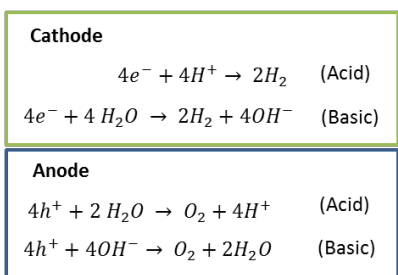 Cathode
4e⁻ + 4H⁺ → 2H₂ (Acid)
4e⁻ + 4 H₂O → 2H₂ + 4OH⁻ (Basic)
Anode
4h⁺ + 2 H₂O → O₂ + 4H⁺ (Acid)
4h⁺ + 4OH⁻ → O₂ + 2H₂O (Basic)